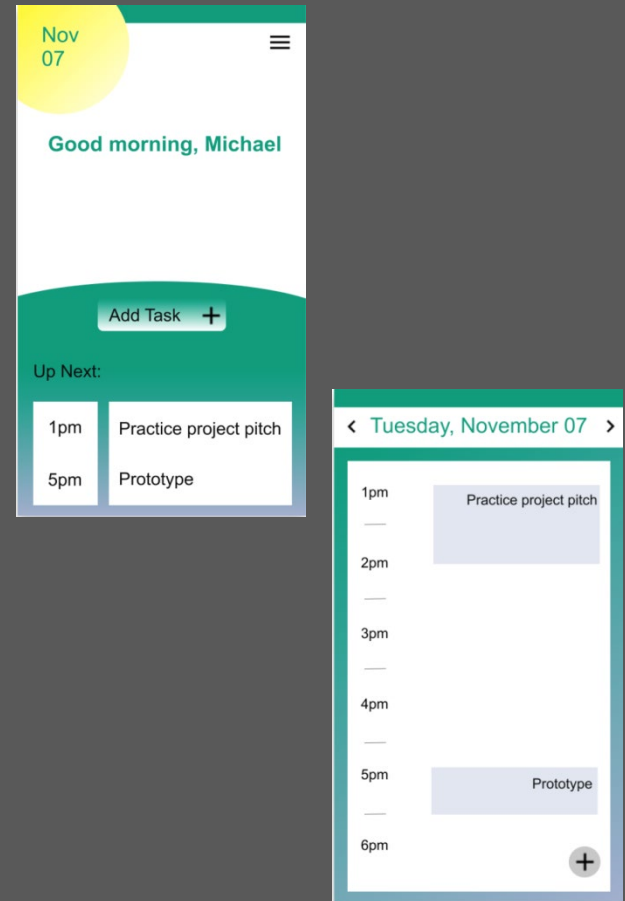 Nov
07
Good morning, Michael
Add Task +
Up Next:
1pm Practice project pitch
5pm Prototype
< Tuesday, November 07 >
1pm Practice project pitch
2pm
3pm
4pm
5pm Prototype
6pm
+